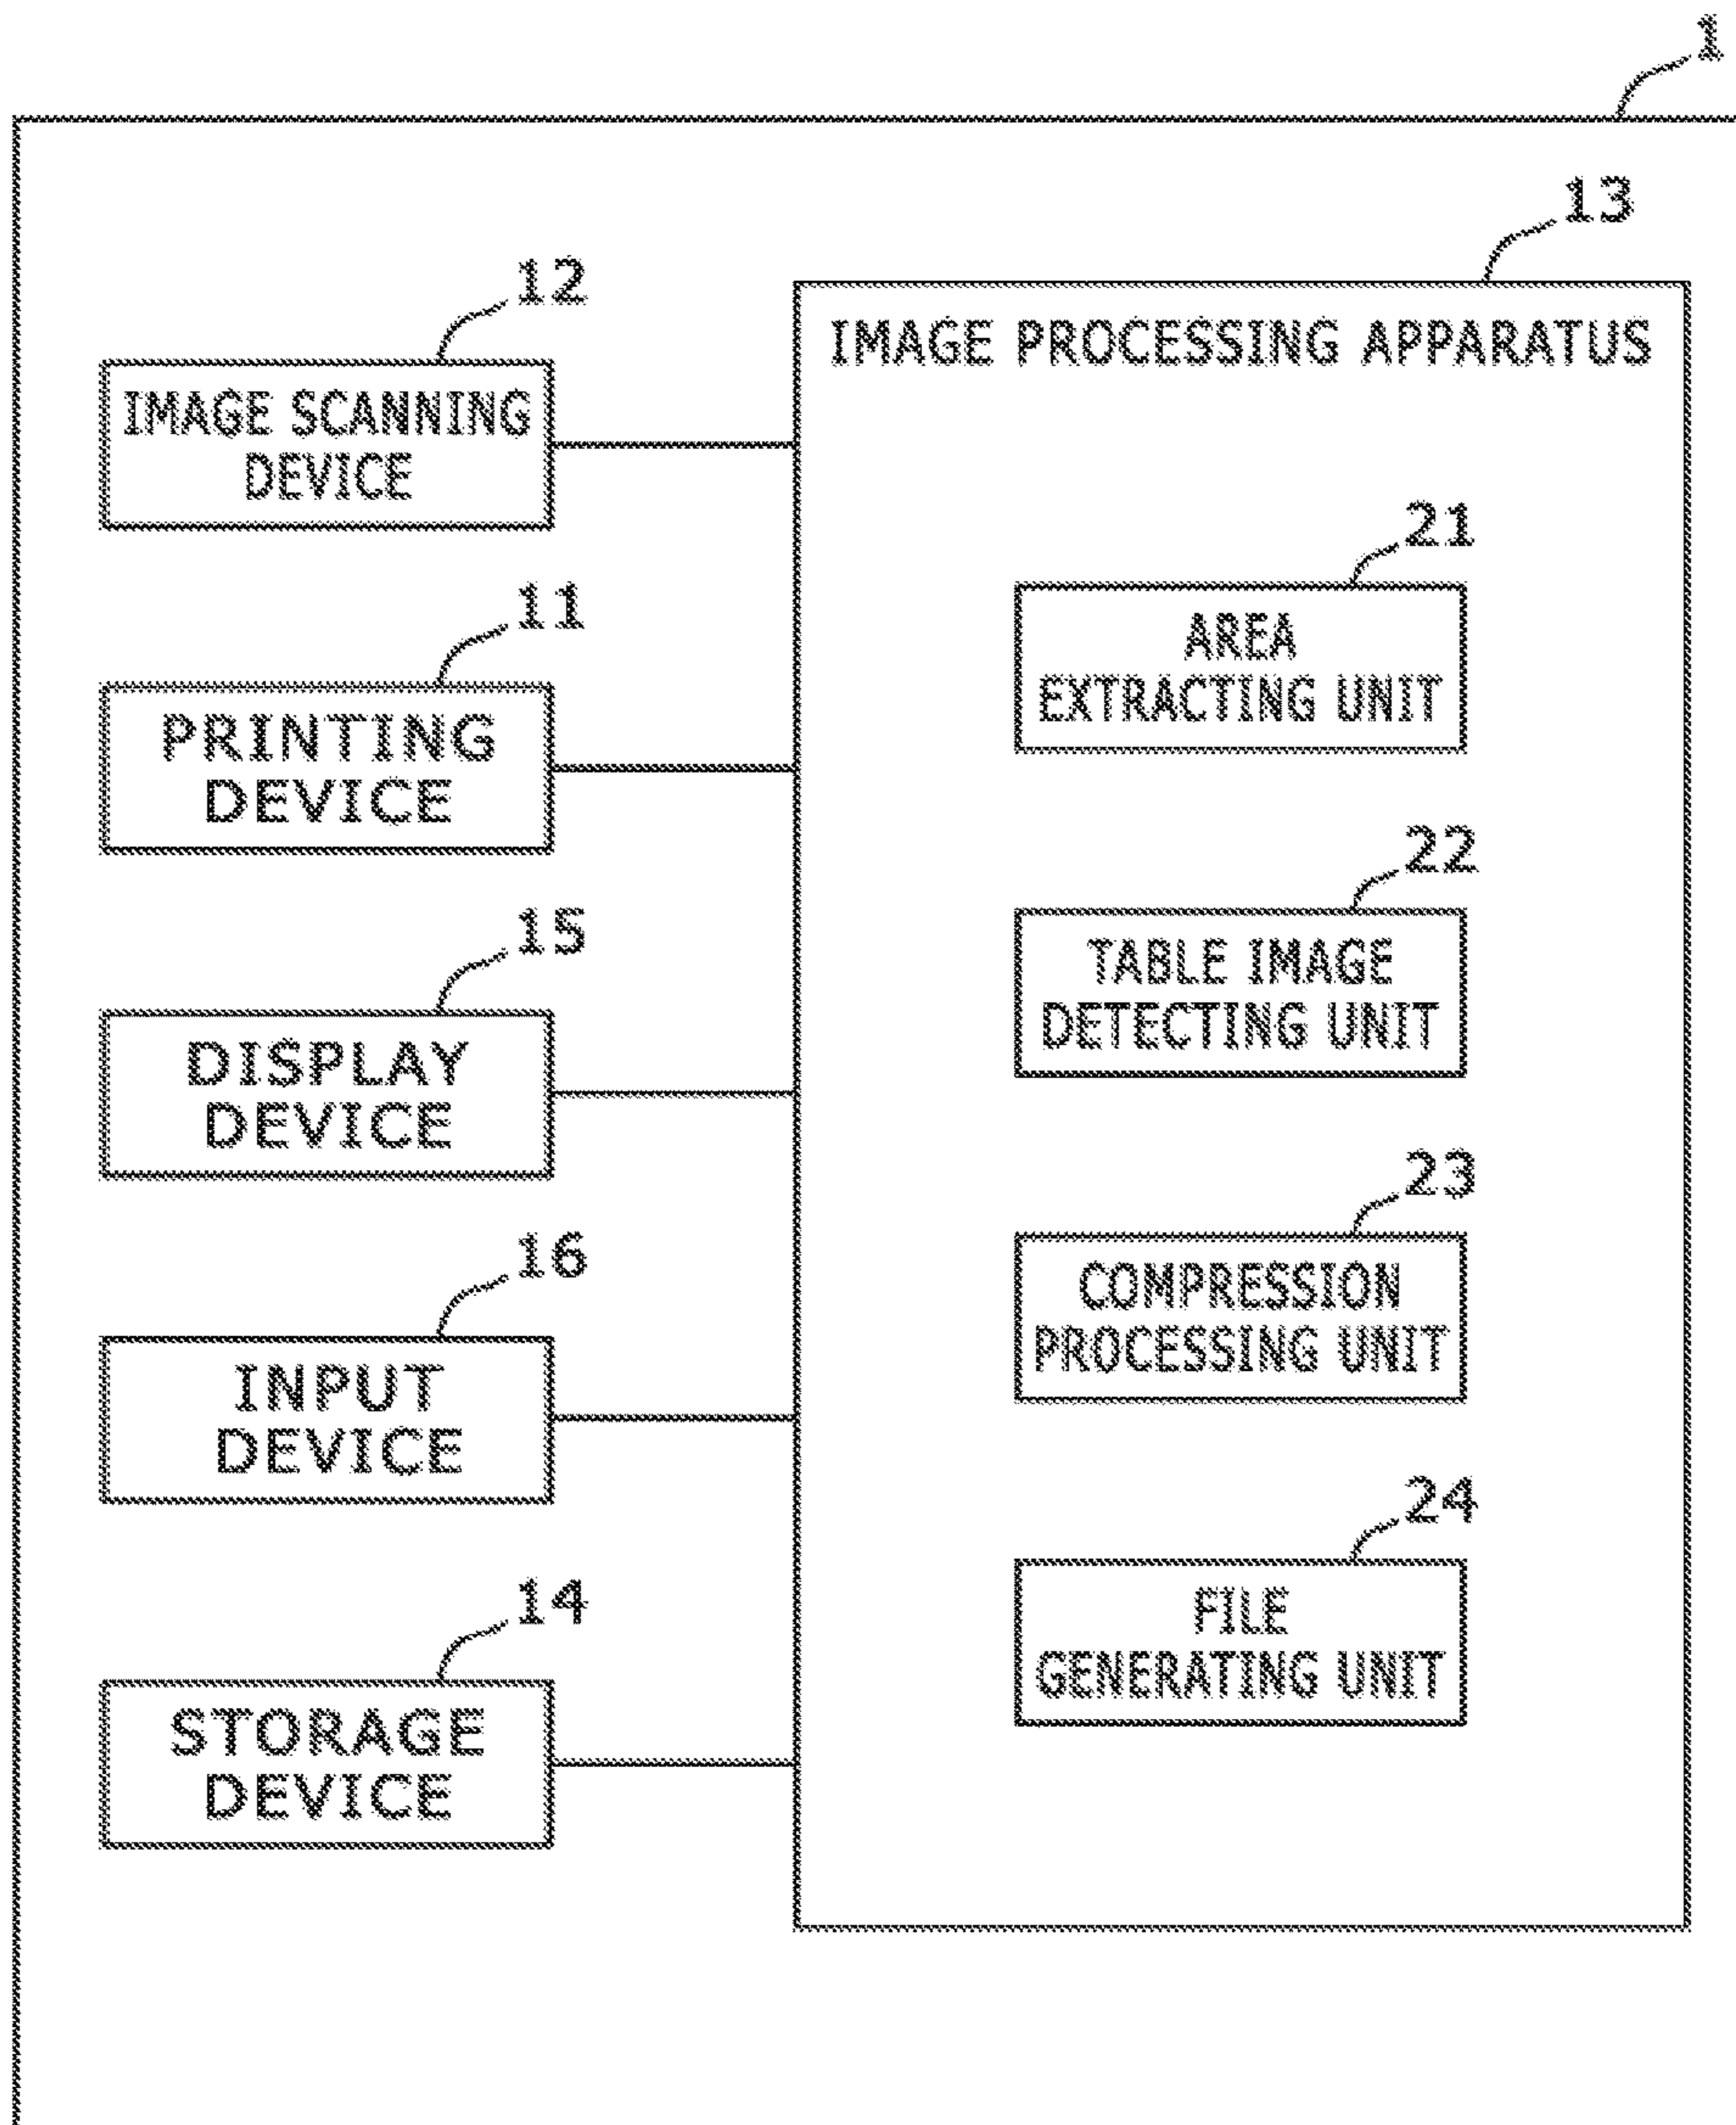 1
13
IMAGE PROCESSING APPARATUS
12
IMAGE SCANNING
DEVICE
11
PRINTING
DEVICE
15
DISPLAY
DEVICE
16
INPUT
DEVICE
14
STORAGE
DEVICE
21
AREA
EXTRACTING UNIT
22
TABLE IMAGE
DETECTING UNIT
23
COMPRESSION
PROCESSING UNIT
24
FILE
GENERATING UNIT